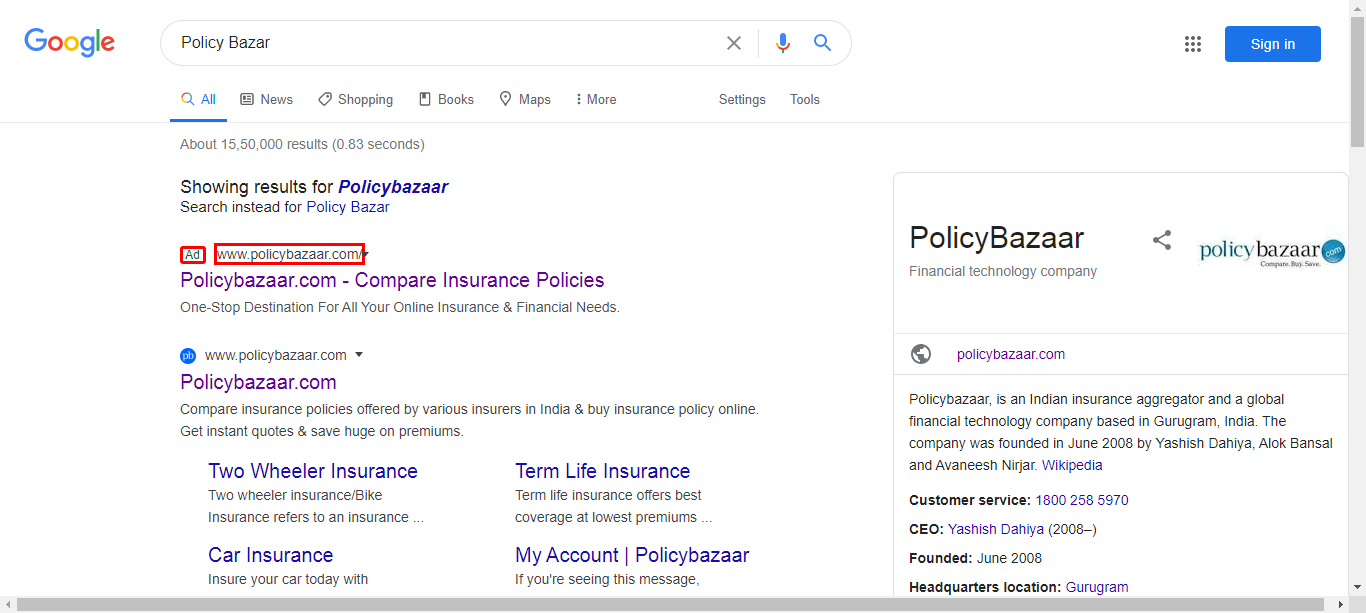 Google
Policy Bazar
Sign in
All News Shopping Books Maps More Settings Tools
About 15,50,000 results (0.83 seconds)
Showing results for Policybazaar
Search instead for Policy Bazar
Ad www.policybazaar.com/
Policybazaar.com - Compare Insurance Policies
One-Stop Destination For All Your Online Insurance & Financial Needs.
pb www.policybazaar.com
Policybazaar.com
Compare insurance policies offered by various insurers in India & buy insurance policy online.
Get instant quotes & save huge on premiums.
Two Wheeler Insurance
Two wheeler insurance/Bike
Insurance refers to an insurance ...
Term Life Insurance
Term life insurance offers best
coverage at lowest premiums ...
Car Insurance
Insure your car today with
My Account | Policybazaar
If you're seeing this message,
PolicyBazaar
Financial technology company
policybazaar.com
Compare. Buy. Save.
policybazaar.com
Policybazaar, is an Indian insurance aggregator and a global
financial technology company based in Gurugram, India. The
company was founded in June 2008 by Yashish Dahiya, Alok Bansal
and Avaneesh Nirjar. Wikipedia
Customer service: 1800 258 5970
CEO: Yashish Dahiya (2008–)
Founded: June 2008
Headquarters location: Gurugram